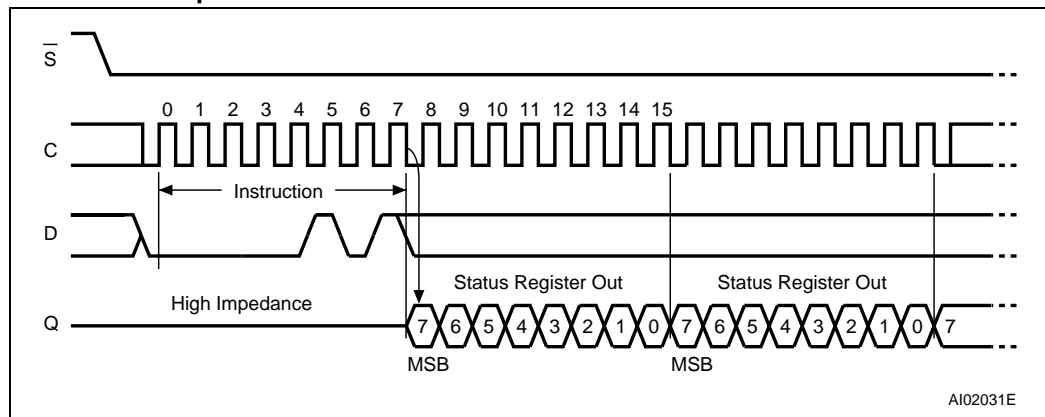 S
0 1 2 3 4 5 6 7 8 9 10 11 12 13 14 15
C
Instruction
D
Status Register Out Status Register Out
High Impedance
Q 7 6 5 4 3 2 1 0 7 6 5 4 3 2 1 0 7
MSB MSB
AI02031E